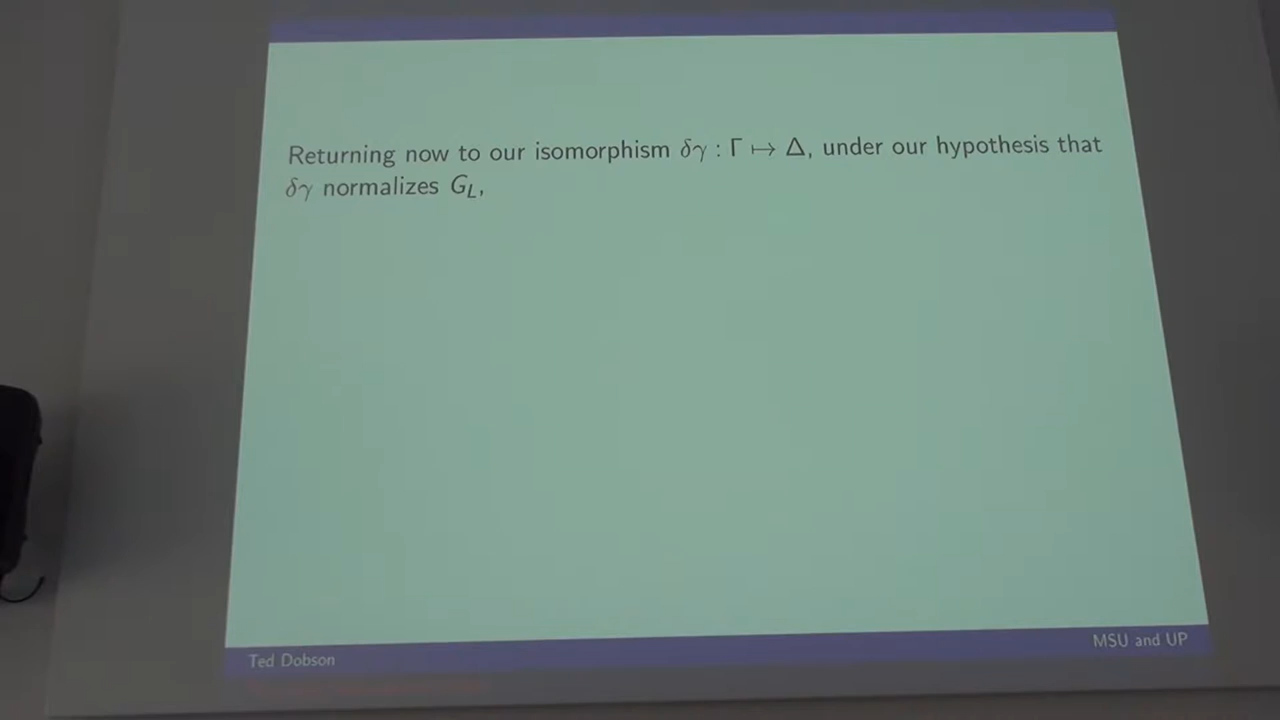 Returning now to our isomorphism δγ : Γ ↦ Δ, under our hypothesis that
δγ normalizes G_L,
Ted Dobson
MSU and UP